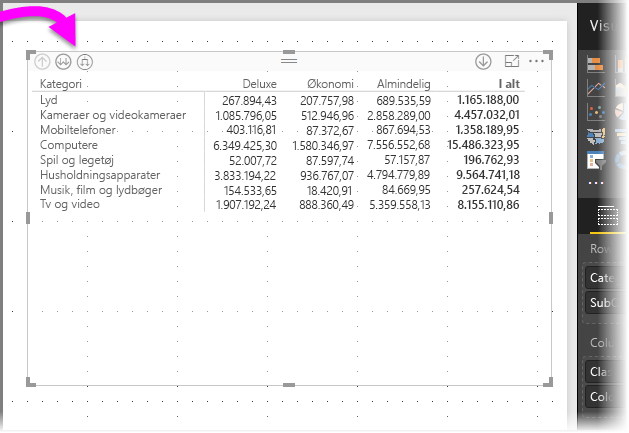 Visu
Kategori Deluxe Økonomi Almindelig I alt
Lyd 267.894,43 207.757,98 689.535,59 1.165.188,00
Kameraer og videokameraer 1.085.796,05 512.946,96 2.858.289,00 4.457.032,01
Mobiltelefoner 403.116,81 87.372,67 867.694,53 1.358.189,95
Computere 6.349.425,30 1.580.346,97 7.556.552,68 15.486.323,95
Spil og legetøj 52.007,72 87.597,74 57.157,87 196.762,93
Husholdningsapparater 3.833.194,22 936.767,07 4.794.779,89 9.564.741,18
Musik, film og lydbøger 154.533,65 18.420,91 84.669,95 257.624,54
Tv og video 1.907.192,24 888.360,49 5.359.558,13 8.155.110,86
Row
Cate
SubC
Colu
Clas
Colo